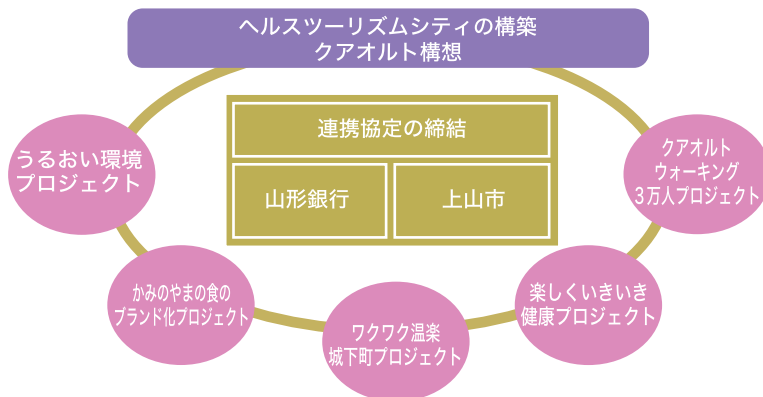 ヘルスツーリズムシティの構築
クアオルト構想
連携協定の締結
山形銀行
上山市
うるおい環境
プロジェクト
かみのやまの食の
ブランド化プロジェクト
ワクワク温楽
城下町プロジェクト
楽しくいきいき
健康プロジェクト
クアオルト
ウォーキング
3万人プロジェクト